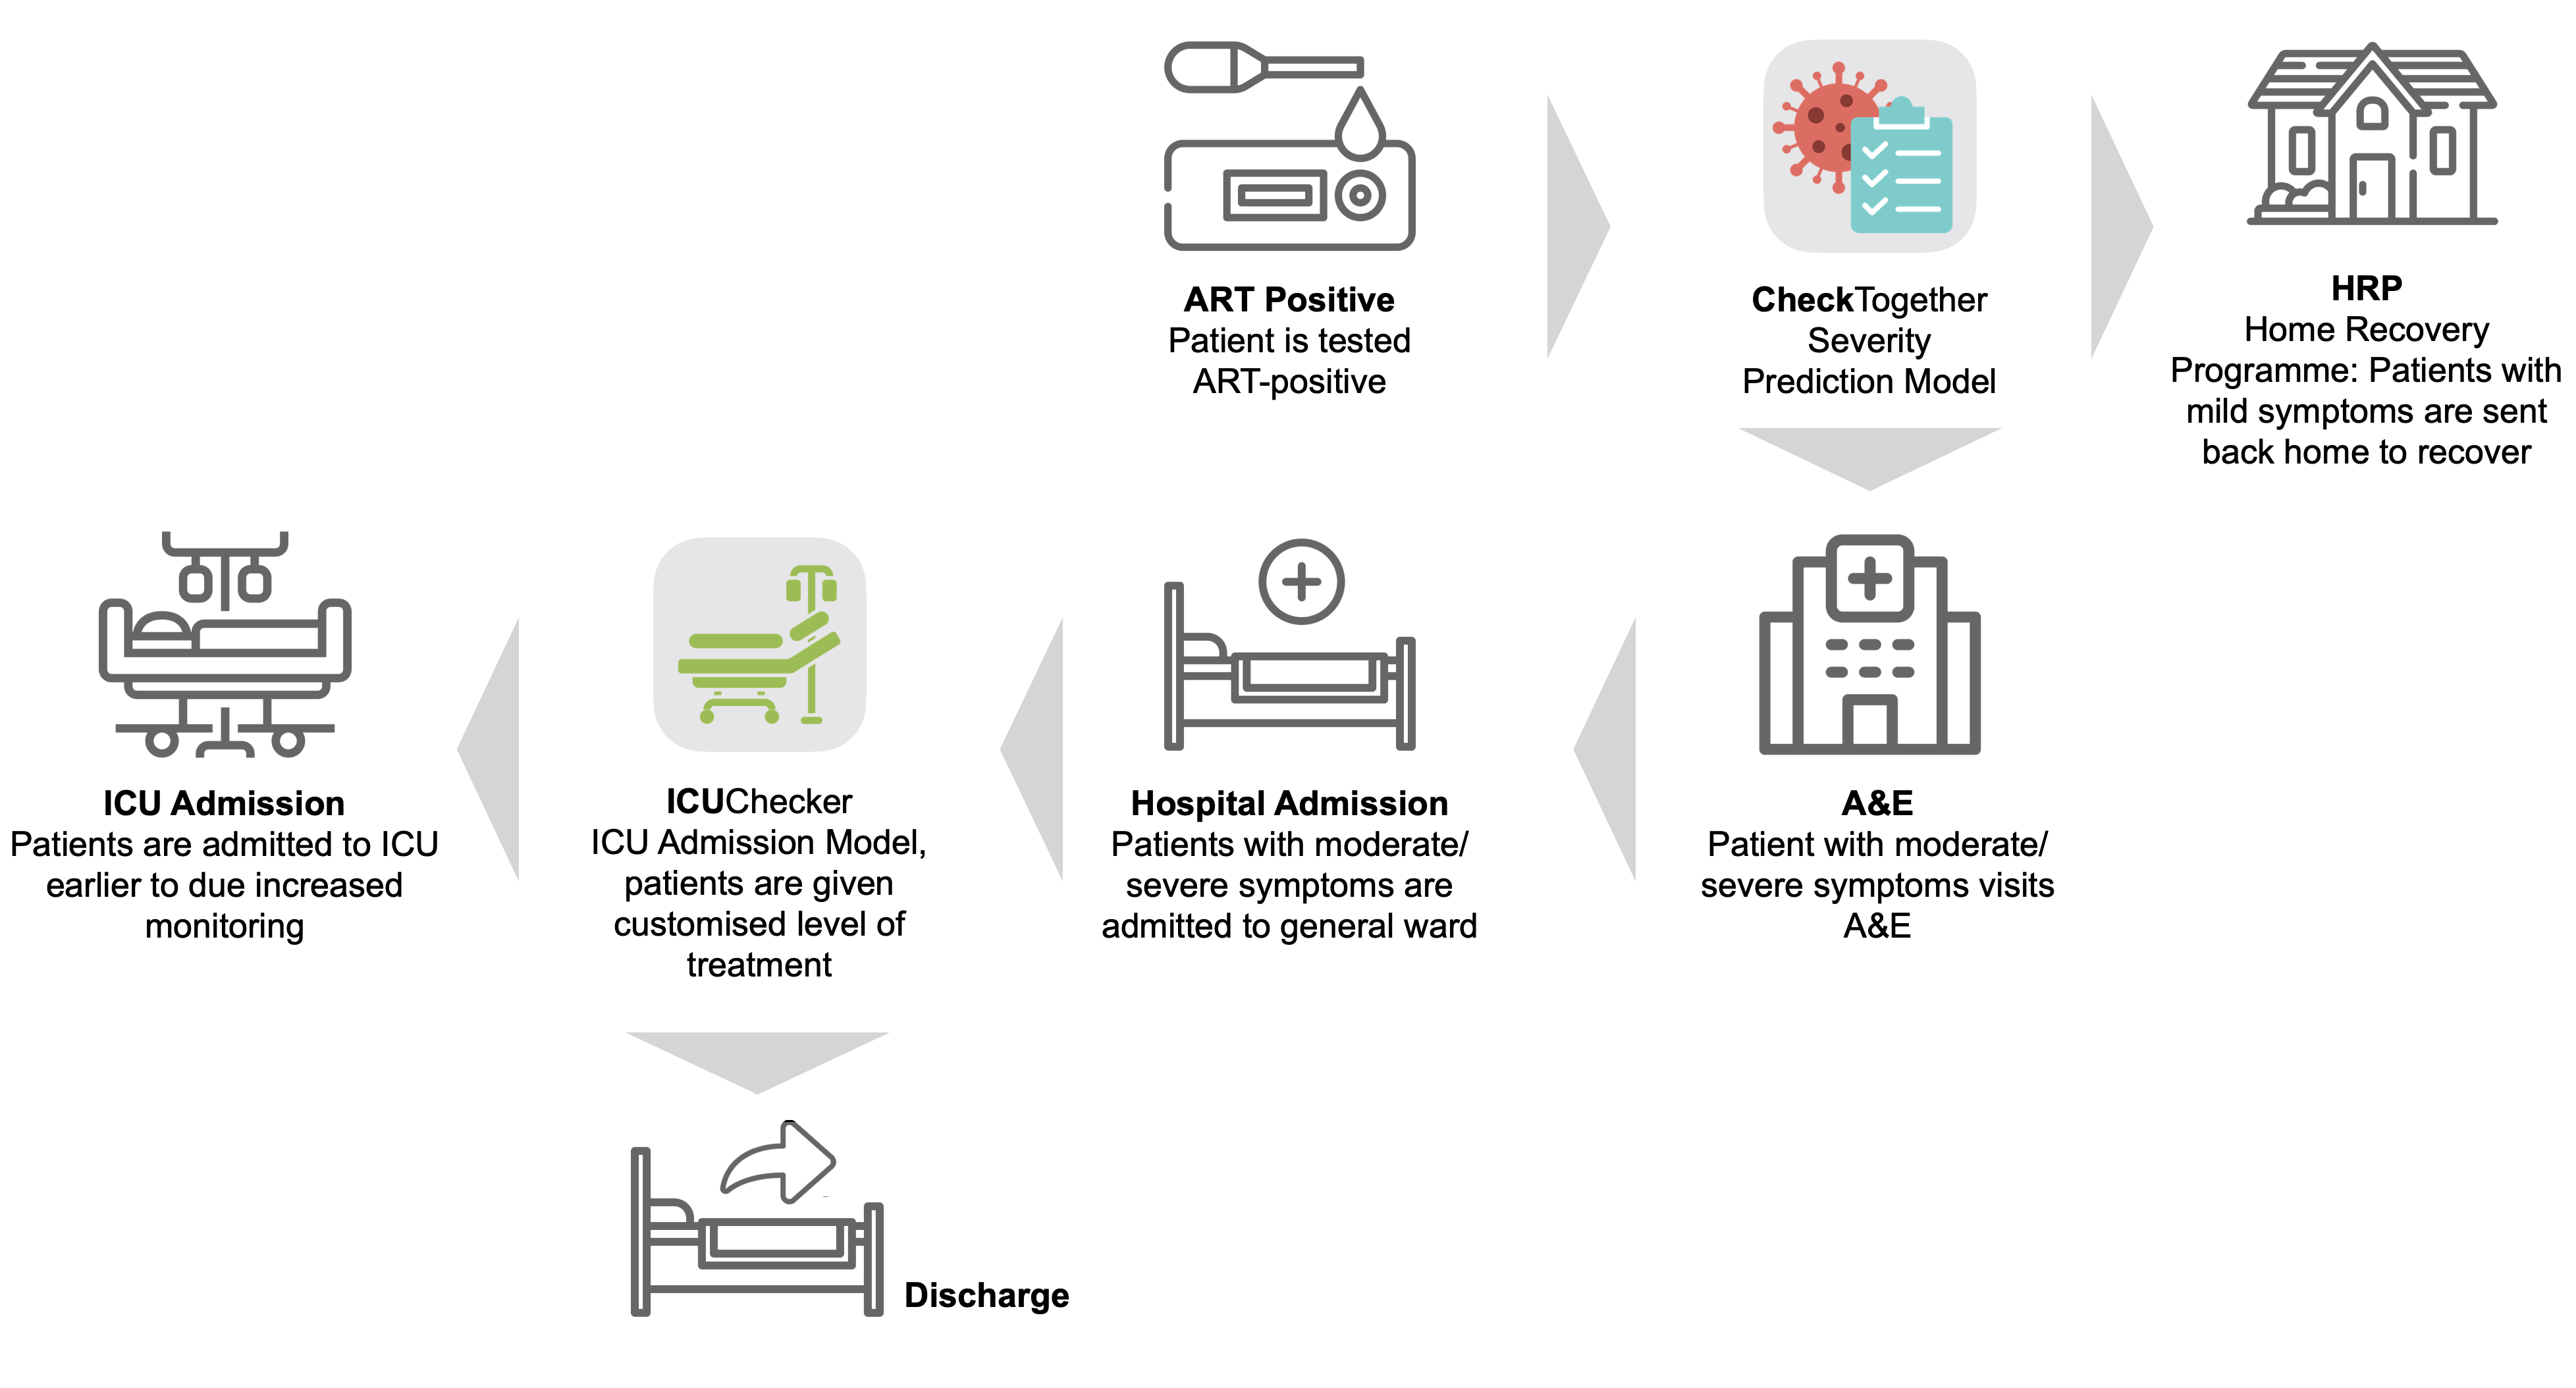 ART Positive
Patient is tested
ART-positive
CheckTogether
Severity
Prediction Model
HRP
Home Recovery
Programme: Patients with
mild symptoms are sent
back home to recover
A&E
Patient with moderate/
severe symptoms visits
A&E
Hospital Admission
Patients with moderate/
severe symptoms are
admitted to general ward
ICUChecker
ICU Admission Model,
patients are given
customised level of
treatment
ICU Admission
Patients are admitted to ICU
earlier to due increased
monitoring
Discharge